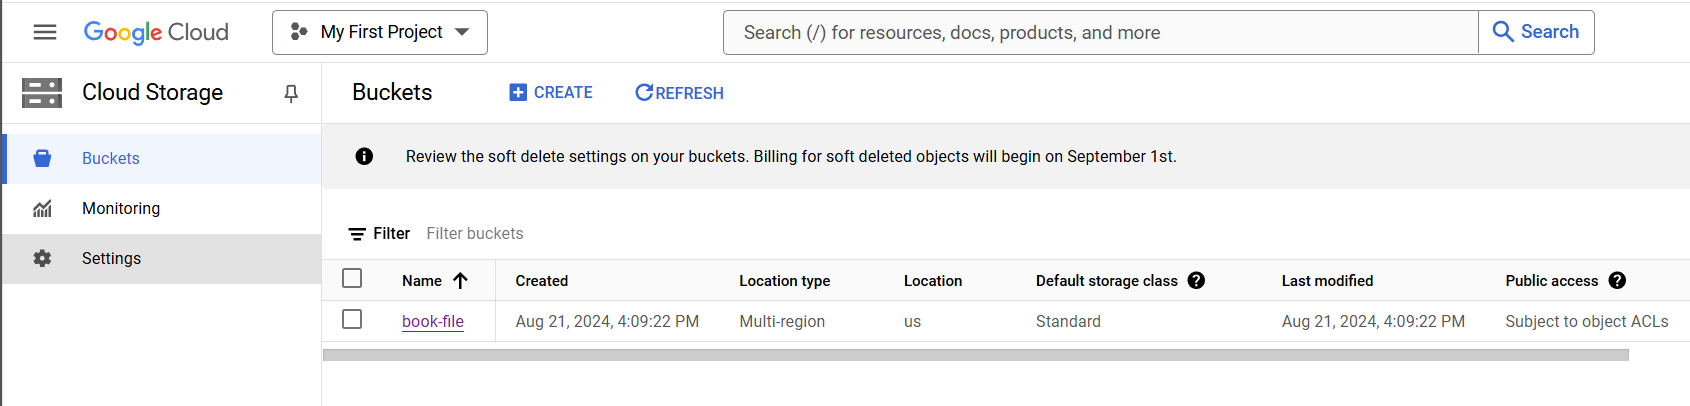 Google Cloud My First Project Search (/) for resources, docs, products, and more Search
Cloud Storage
Buckets CREATE REFRESH
Buckets
Monitoring
Settings
Review the soft delete settings on your buckets. Billing for soft deleted objects will begin on September 1st.
Filter Filter buckets
Name Created Location type Location Default storage class Last modified Public access
book-file Aug 21, 2024, 4:09:22 PM Multi-region us Standard Aug 21, 2024, 4:09:22 PM Subject to object ACLs